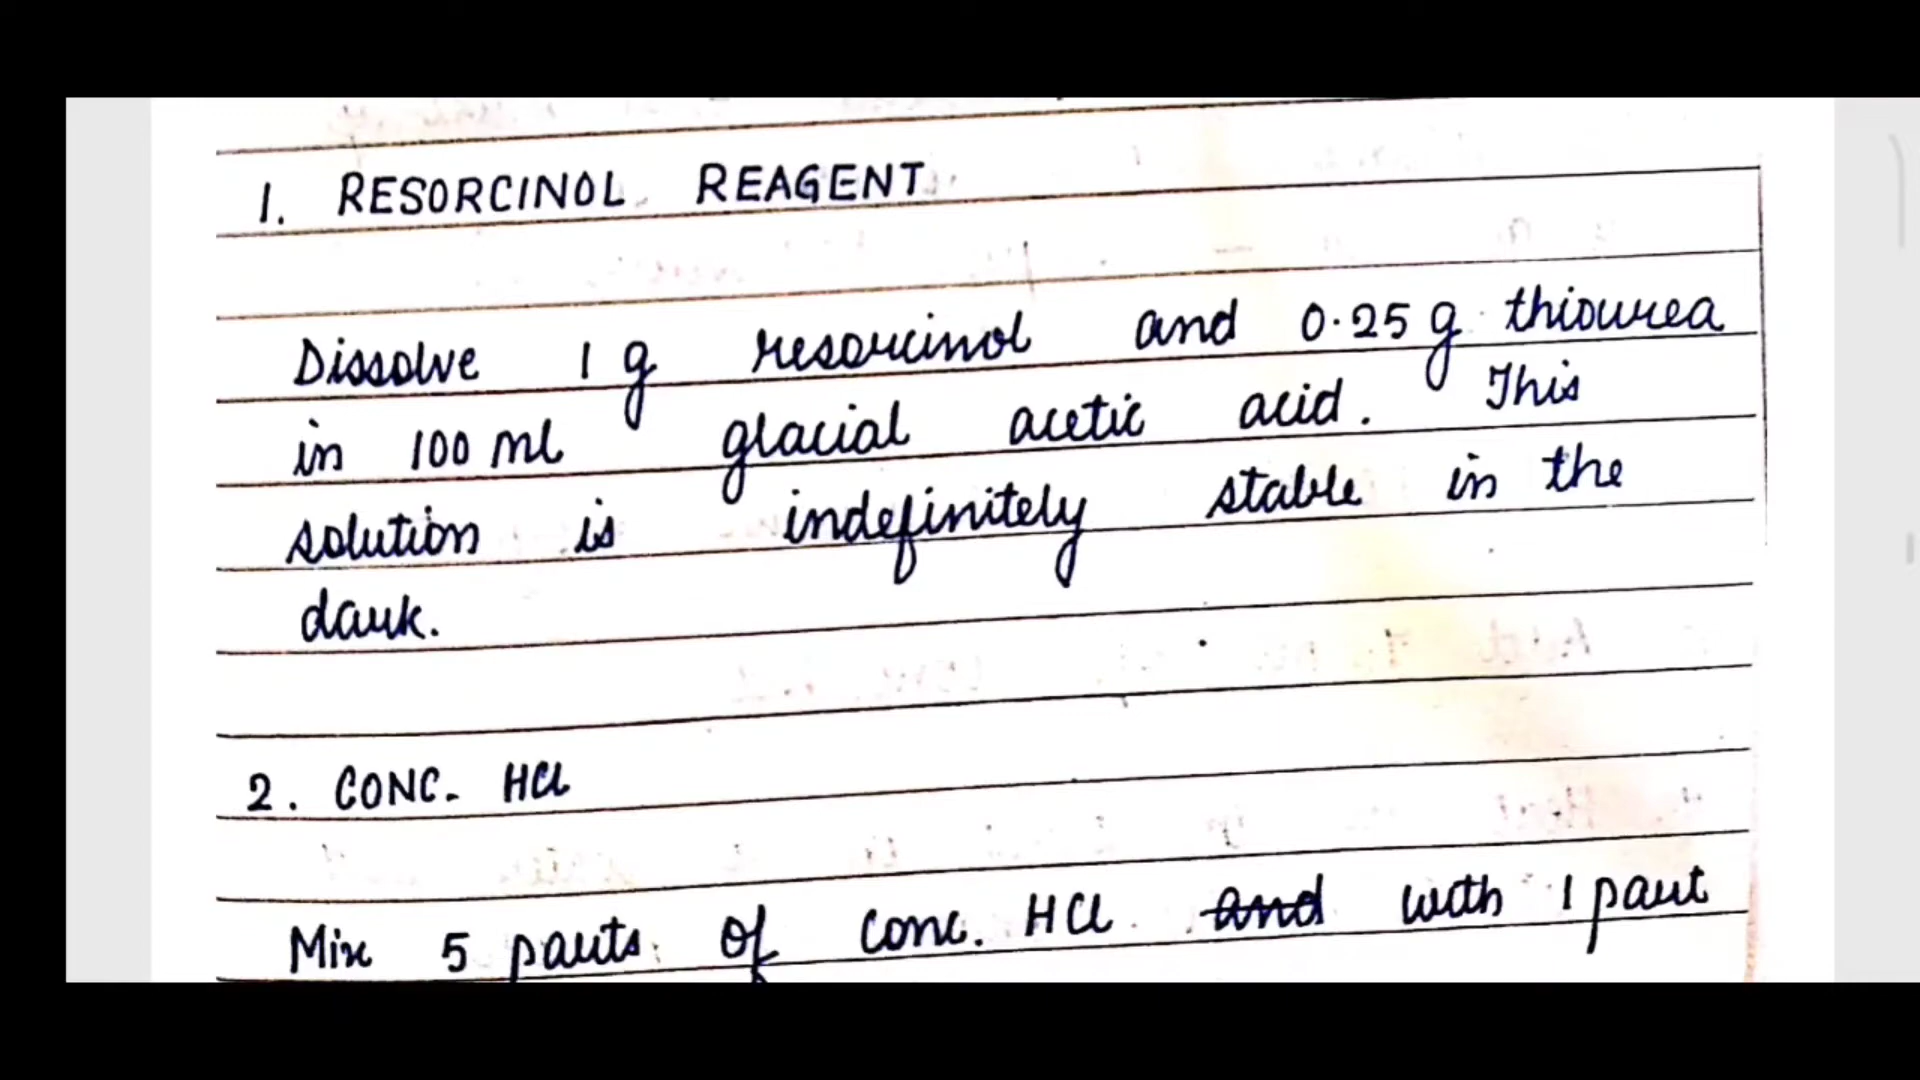 1. RESORCINOL REAGENT
Dissolve 1 g resorcinol and 0.25 g thiourea
in 100 ml glacial acetic acid. This
solution is indefinitely stable in the
dark.
2. CONC. HCl
Mix 5 parts of conc. HCl and with 1 part